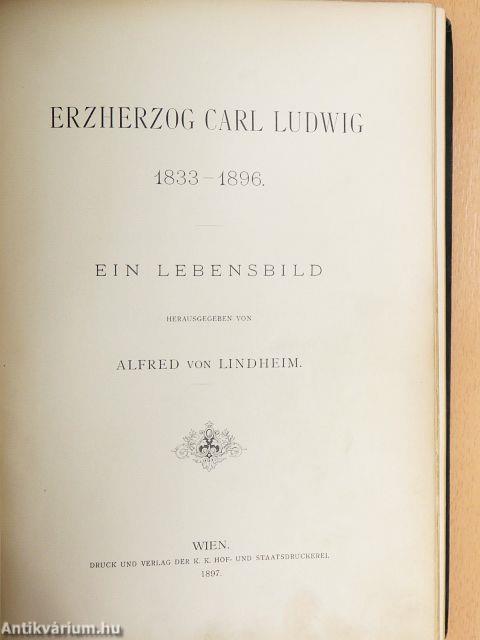 ERZHERZOG CARL LUDWIG
1833–1896.
EIN LEBENSBILD
HERAUSGEGEBEN VON
ALFRED VON LINDHEIM.
WIEN.
DRUCK UND VERLAG DER K. K. HOF- UND STAATSDRUCKEREI.
1897.
Antikvárium.hu